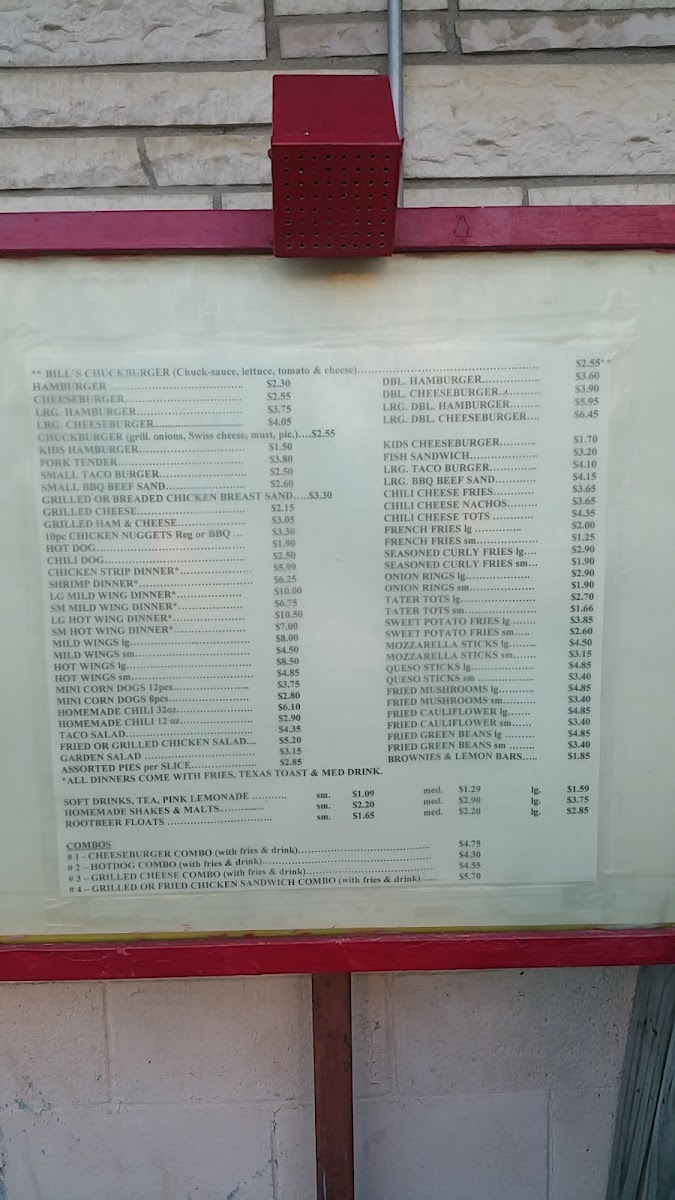 ** BILL'S CHUCKBURGER (Chuck-sauce, lettuce, tomato & cheese)........ $2.55**
HAMBURGER ........ $2.30
CHEESEBURGER........ $2.55
LRG. HAMBURGER........ $3.75
LRG. CHEESEBURGER........ $4.05
CHUCKBURGER (grill. onions, Swiss cheese, must, pic.)....$2.55
KIDS HAMBURGER........ $1.50
PORK TENDER........ $3.80
SMALL TACO BURGER........ $2.50
SMALL BBQ BEEF SAND........ $2.60
GRILLED OR BREADED CHICKEN BREAST SAND.....$3.30
GRILLED CHEESE........ $2.15
GRILLED HAM & CHEESE........ $3.05
10pc CHICKEN NUGGETS Reg or BBQ ... $3.30
HOT DOG........ $1.90
CHILI DOG........ $2.50
CHICKEN STRIP DINNER*........ $5.99
SHRIMP DINNER*........ $6.25
LG MILD WING DINNER*........ $10.00
SM MILD WING DINNER*........ $6.75
LG HOT WING DINNER*........ $10.50
SM HOT WING DINNER*........ $7.00
MILD WINGS lg........ $8.00
MILD WINGS sm........ $4.50
HOT WINGS lg........ $8.50
HOT WINGS sm........ $4.85
MINI CORN DOGS 12pcs........ $3.75
MINI CORN DOGS 8pcs........ $2.80
HOMEMADE CHILI 32oz........ $6.10
HOMEMADE CHILI 12 oz........ $2.90
TACO SALAD........ $4.35
FRIED OR GRILLED CHICKEN SALAD.... $5.20
GARDEN SALAD ........ $3.15
ASSORTED PIES per SLICE........ $2.85
*ALL DINNERS COME WITH FRIES, TEXAS TOAST & MED DRINK.
DBL. HAMBURGER........ $3.60
DBL. CHEESEBURGER........ $3.90
LRG. DBL. HAMBURGER........ $5.95
LRG. DBL. CHEESEBURGER.... $6.45
KIDS CHEESEBURGER........ $1.70
FISH SANDWICH........ $3.20
LRG. TACO BURGER........ $4.10
LRG. BBQ BEEF SAND........ $4.15
CHILI CHEESE FRIES........ $3.65
CHILI CHEESE NACHOS........ $3.65
CHILI CHEESE TOTS ........ $4.35
FRENCH FRIES lg ........ $2.00
FRENCH FRIES sm........ $1.25
SEASONED CURLY FRIES lg.... $2.90
SEASONED CURLY FRIES sm... $1.90
ONION RINGS lg........ $2.90
ONION RINGS sm........ $1.90
TATER TOTS lg........ $2.70
TATER TOTS sm........ $1.66
SWEET POTATO FRIES lg ...... $3.85
SWEET POTATO FRIES sm..... $2.60
MOZZARELLA STICKS lg........ $4.50
MOZZARELLA STICKS sm....... $3.15
QUESO STICKS lg........ $4.85
QUESO STICKS sm ........ $3.40
FRIED MUSHROOMS lg........ $4.85
FRIED MUSHROOMS sm........ $3.40
FRIED CAULIFLOWER lg...... $4.85
FRIED CAULIFLOWER sm...... $3.40
FRIED GREEN BEANS lg ........ $4.85
FRIED GREEN BEANS sm ........ $3.40
BROWNIES & LEMON BARS..... $1.85
SOFT DRINKS, TEA, PINK LEMONADE ........ sm. $1.09 med. $1.29 lg. $1.59
HOMEMADE SHAKES & MALTS........ sm. $2.20 med. $2.90 lg. $3.75
ROOTBEER FLOATS ........ sm. $1.65 med. $2.20 lg. $2.85
COMBOS
# 1 - CHEESEBURGER COMBO (with fries & drink)........ $4.75
# 2 – HOTDOG COMBO (with fries & drink)........ $4.30
# 3 – GRILLED CHEESE COMBO (with fries & drink)........ $4.55
# 4 – GRILLED OR FRIED CHICKEN SANDWICH COMBO (with fries & drink)...... $5.70